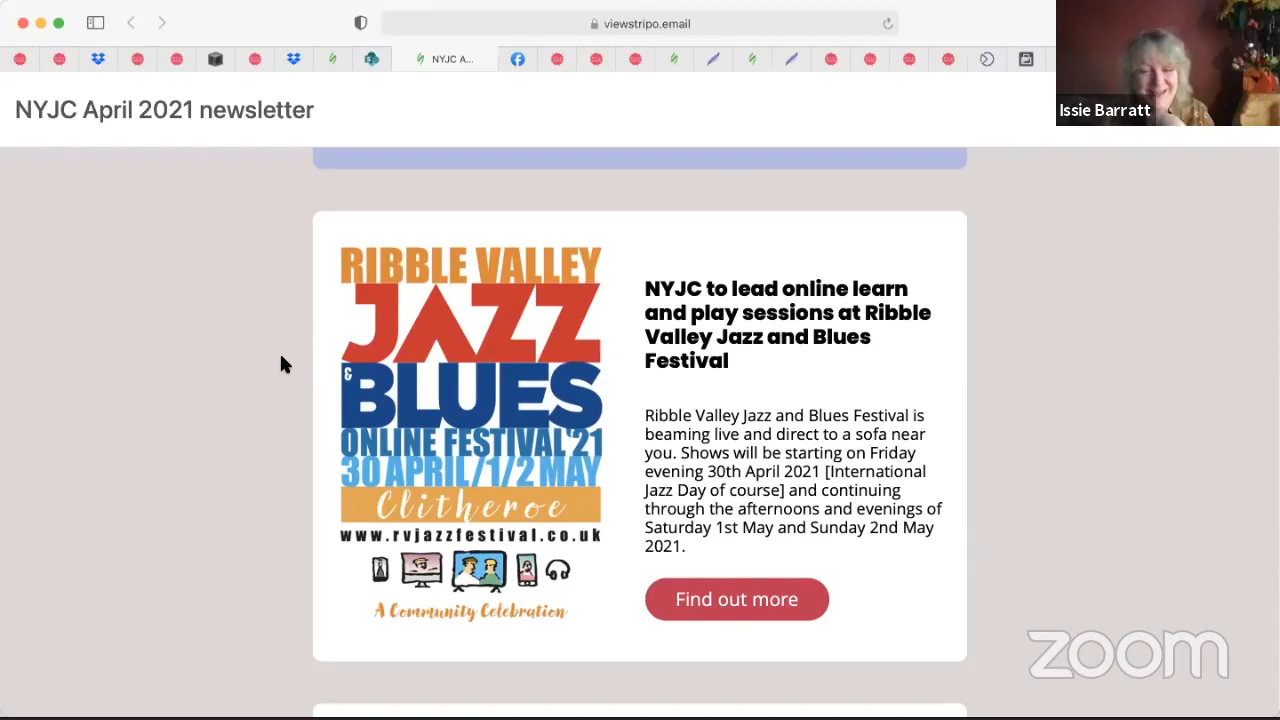 viewstripo.email
NYJC A...
NYJC April 2021 newsletter
Issie Barratt
RIBBLE VALLEY
JAZZ
& BLUES
ONLINE FESTIVAL '21
30 APRIL/1/2 MAY
Clitheroe
www.rvjazzfestival.co.uk
A Community Celebration
NYJC to lead online learn
and play sessions at Ribble
Valley Jazz and Blues
Festival
Ribble Valley Jazz and Blues Festival is
beaming live and direct to a sofa near
you. Shows will be starting on Friday
evening 30th April 2021 [International
Jazz Day of course] and continuing
through the afternoons and evenings of
Saturday 1st May and Sunday 2nd May
2021.
Find out more
zoom